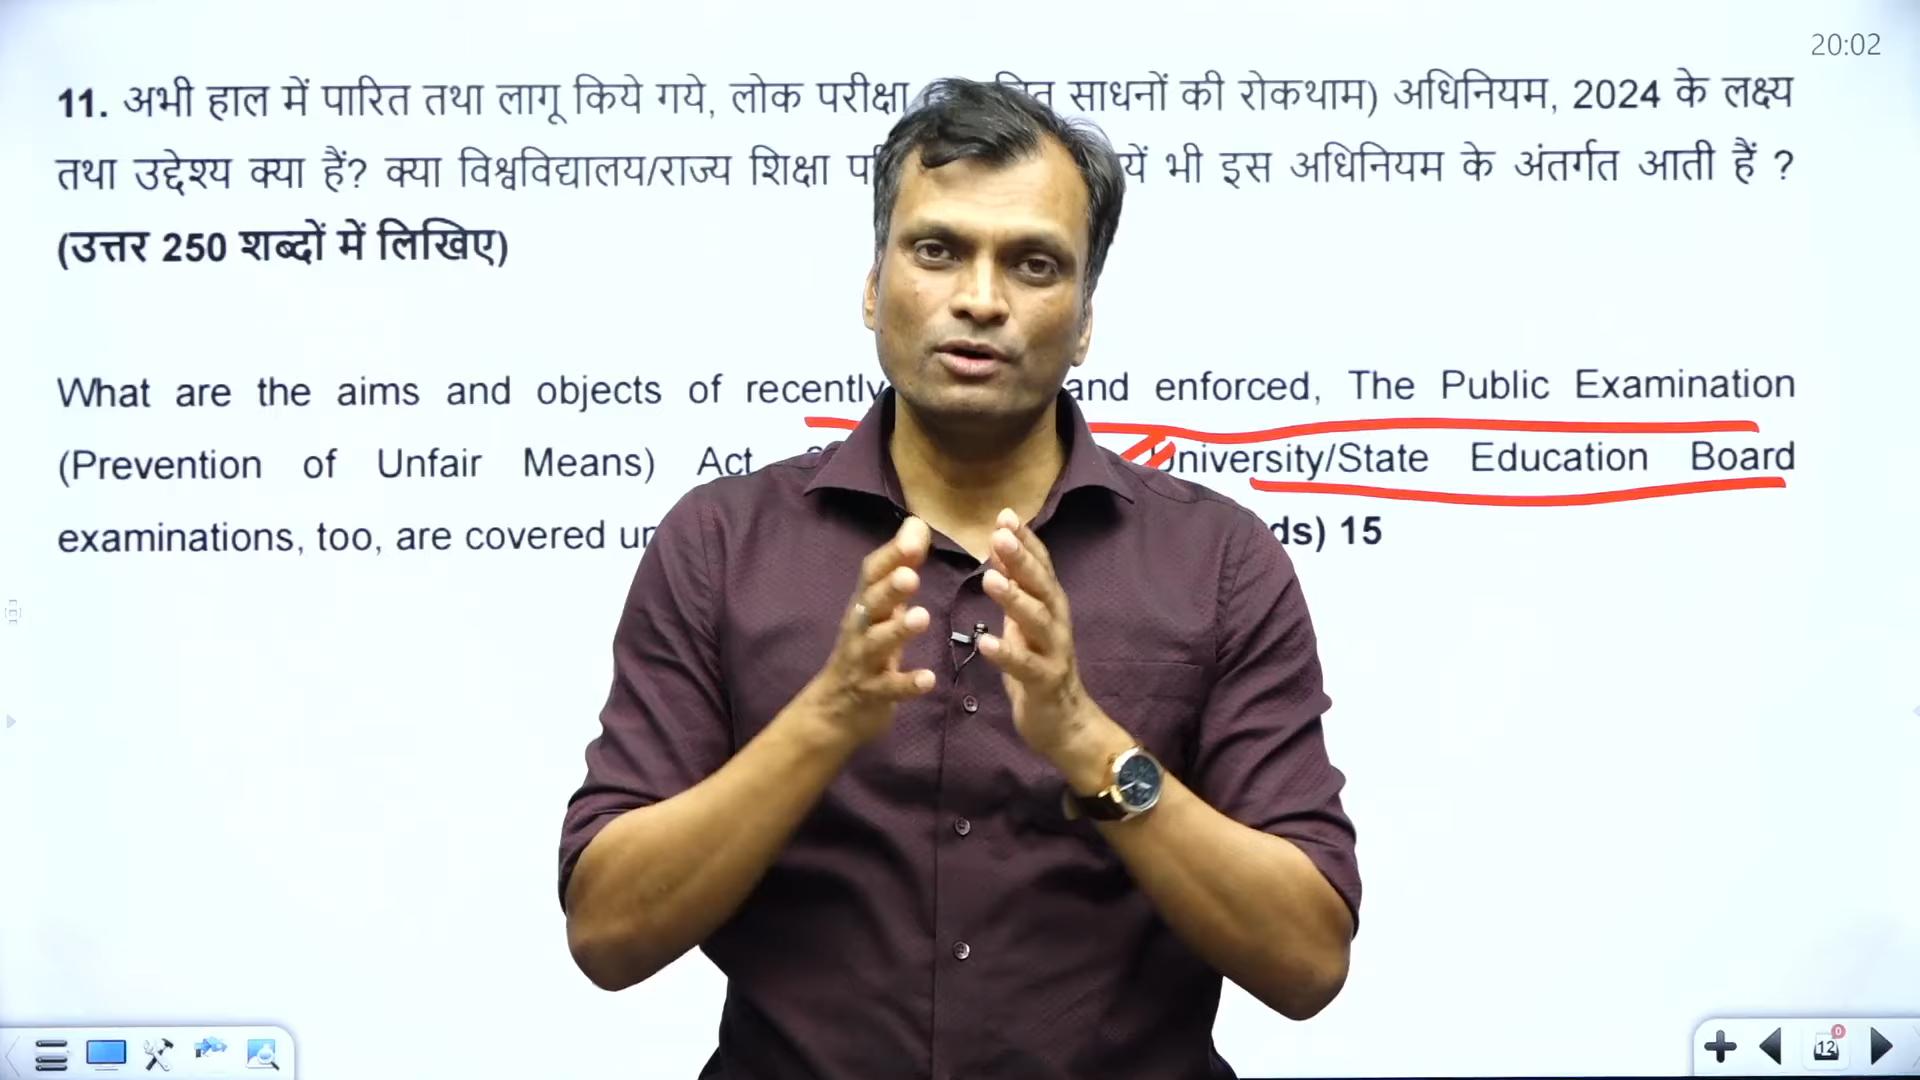 20:02
11. अभी हाल में पारित तथा लागू किये गये, लोक परीक्षा साधनों की रोकथाम) अधिनियम, 2024 के लक्ष्य
तथा उद्देश्य क्या हैं? क्या विश्वविद्यालय/राज्य शिक्षा भी इस अधिनियम के अंतर्गत आती हैं ?
(उत्तर 250 शब्दों में लिखिए)
What are the aims and objects of recently and enforced, The Public Examination
(Prevention of Unfair Means) Act University/State Education Board
examinations, too, are covered 15
0
12